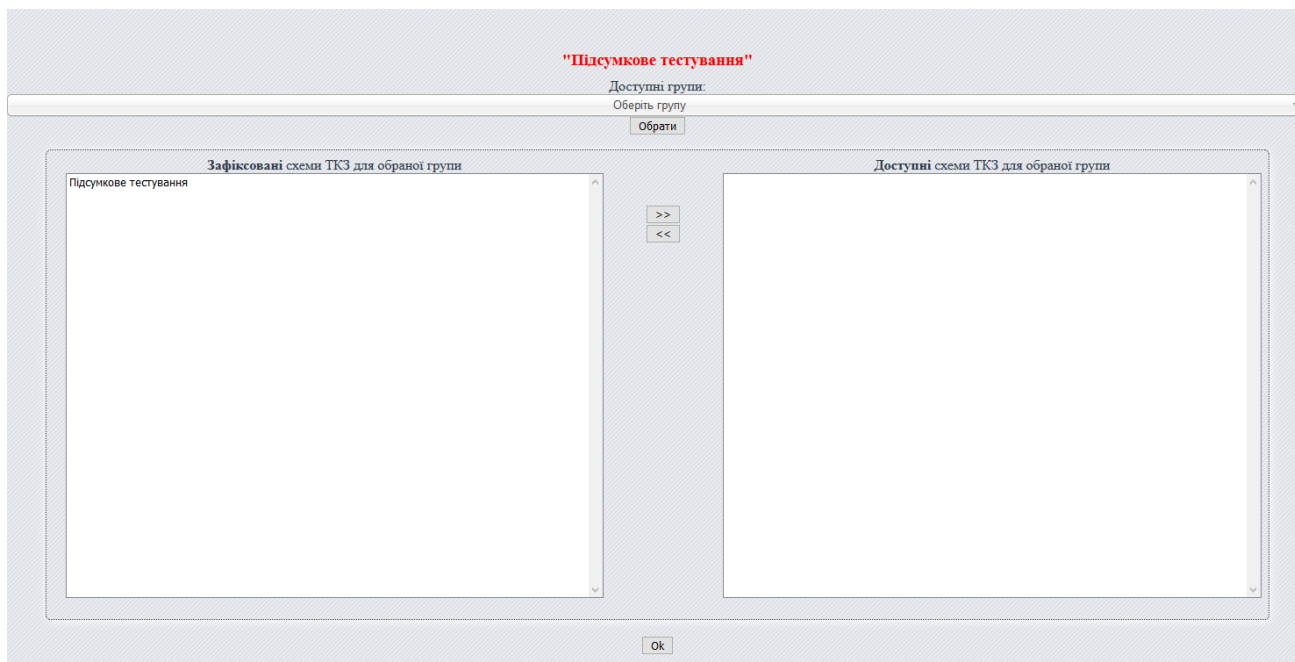 "Підсумкове тестування"
Доступні групи:
Оберіть групу
Обрати
Зафіксовані схеми ТКЗ для обраної групи
Підсумкове тестування
>>
<<
Доступні схеми ТКЗ для обраної групи
Ok